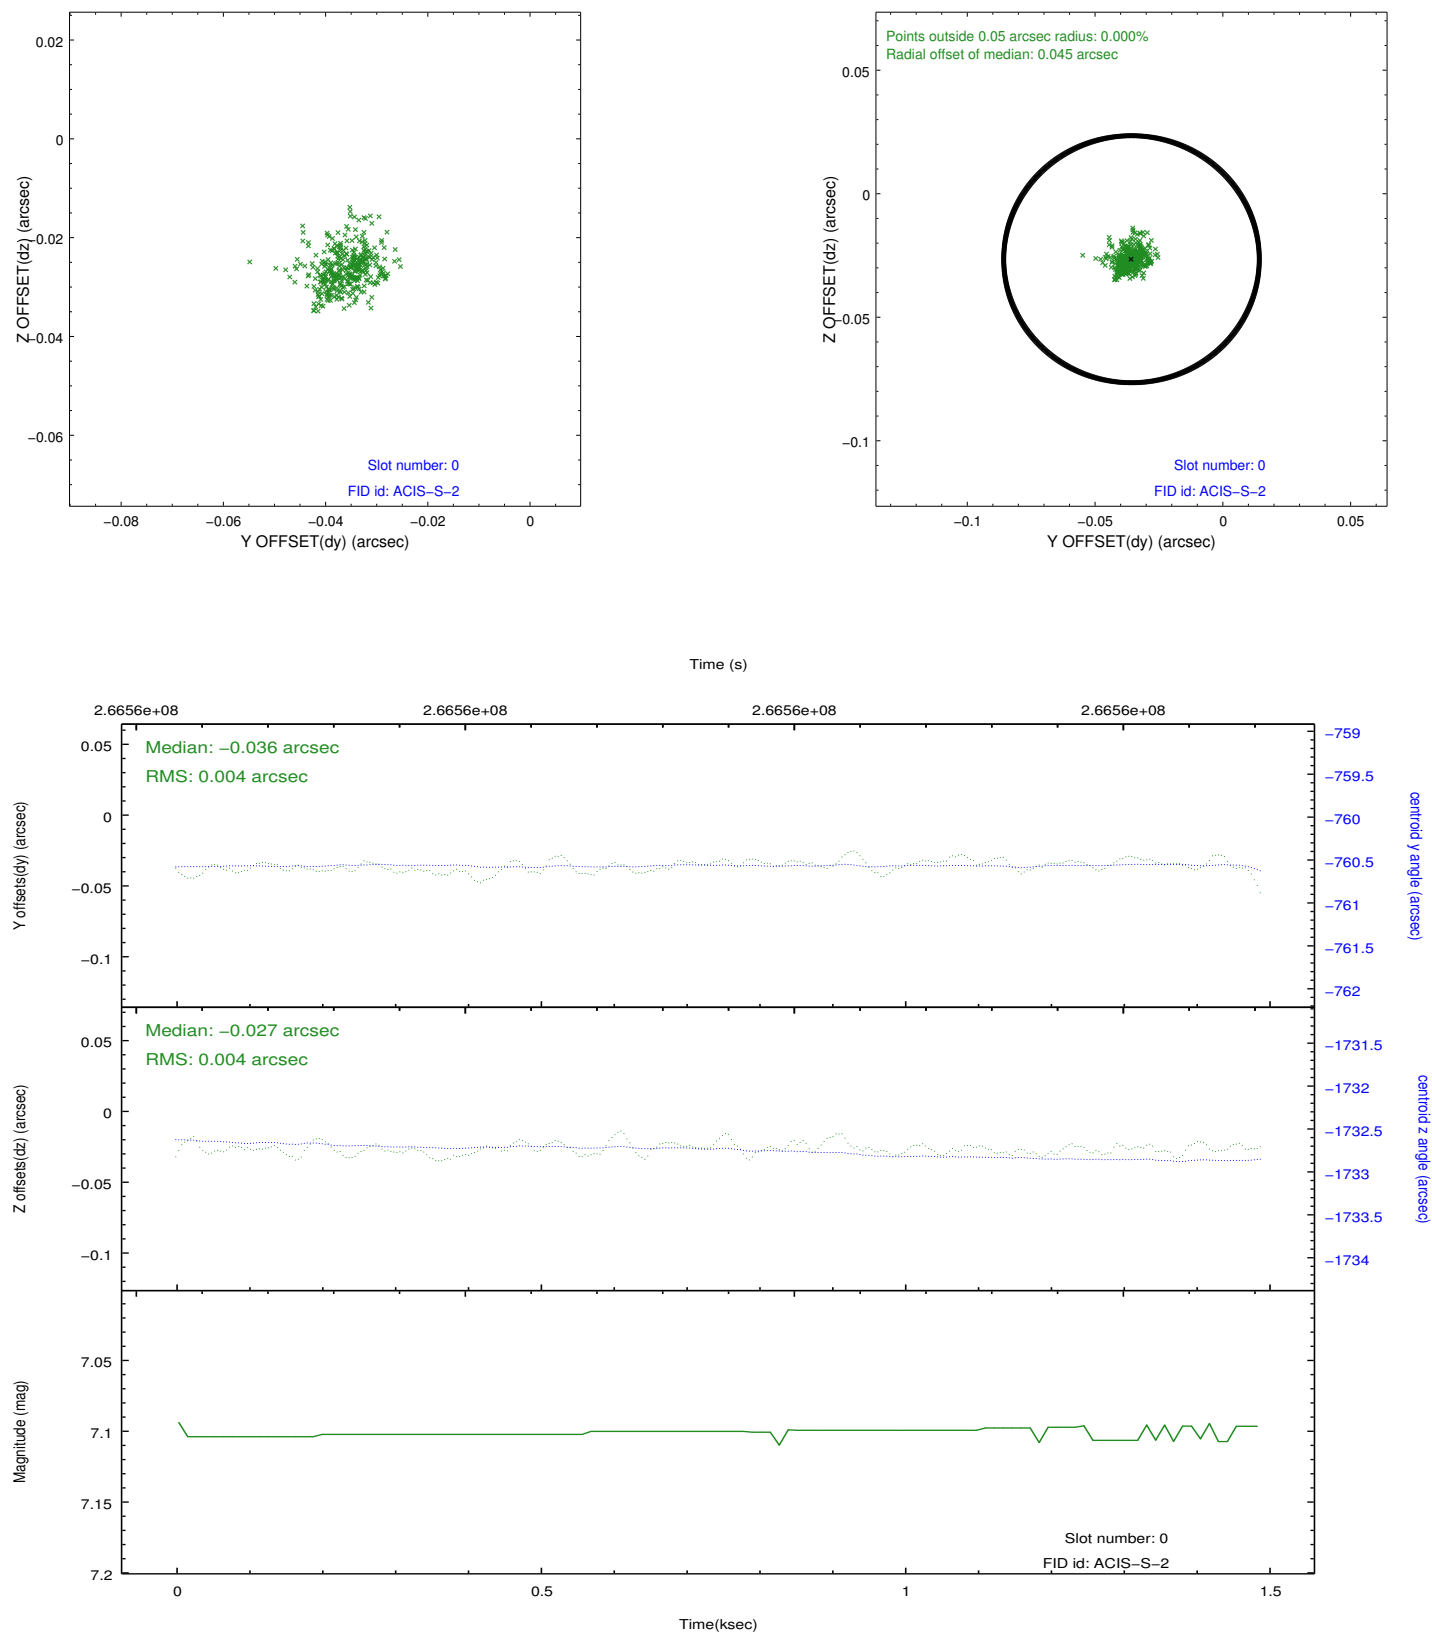 0.02
0
−0.02
−0.04
−0.06
Z OFFSET(dz) (arcsec)
Slot number: 0
FID id: ACIS−S−2
−0.08
−0.06
−0.04
−0.02
0
Y OFFSET(dy) (arcsec)
Points outside 0.05 arcsec radius: 0.000%
Radial offset of median: 0.045 arcsec
0.05
0
−0.05
−0.1
Z OFFSET(dz) (arcsec)
Slot number: 0
FID id: ACIS−S−2
−0.1
−0.05
0
0.05
Y OFFSET(dy) (arcsec)
Time (s)
2.6656e+08
2.6656e+08
2.6656e+08
2.6656e+08
Median: −0.036 arcsec
RMS: 0.004 arcsec
0.05
0
−0.05
−0.1
Y offsets(dy) (arcsec)
−759
−759.5
−760
−760.5
−761
−761.5
−762
centroid y angle (arcsec)
Median: −0.027 arcsec
RMS: 0.004 arcsec
0.05
0
−0.05
−0.1
Z offsets(dz) (arcsec)
−1731.5
−1732
−1732.5
−1733
−1733.5
−1734
centroid z angle (arcsec)
7.05
7.1
7.15
7.2
Magnitude (mag)
Slot number: 0
FID id: ACIS−S−2
0
0.5
1
1.5
Time(ksec)